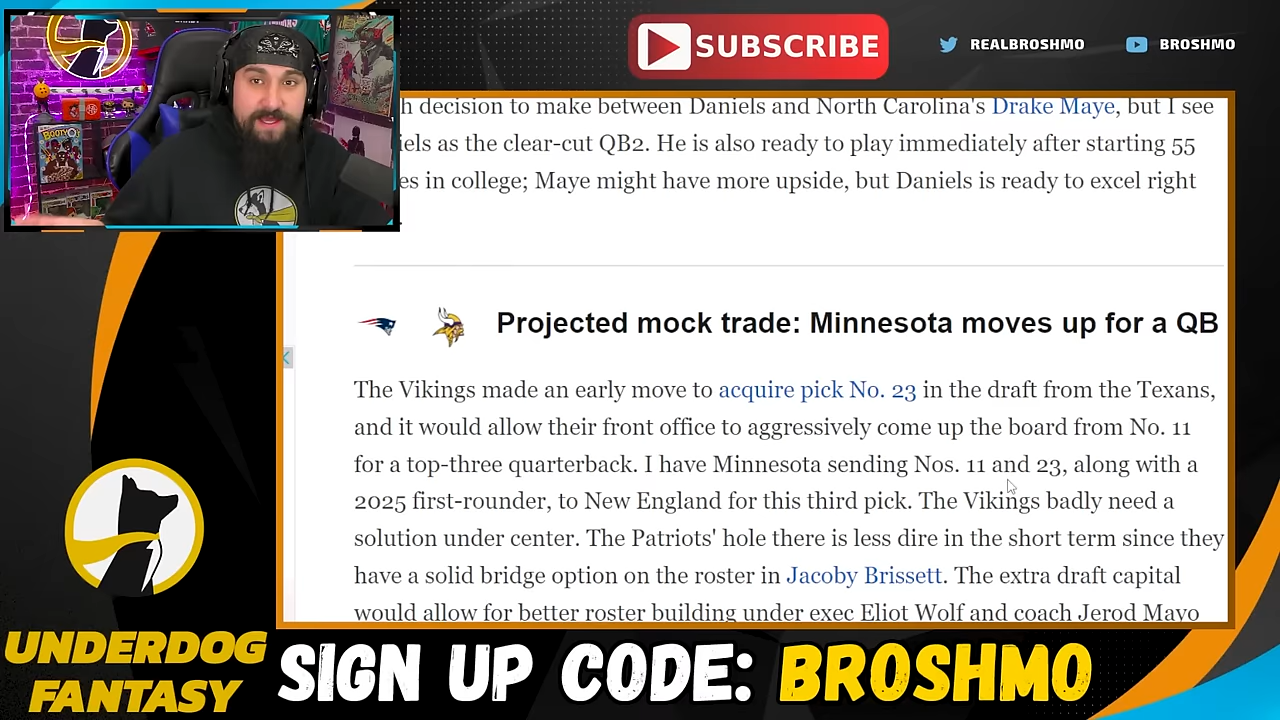 SUBSCRIBE
REALBROSHMO
BROSHMO
h decision to make between Daniels and North Carolina's Drake Maye, but I see
iels as the clear-cut QB2. He is also ready to play immediately after starting 55
es in college; Maye might have more upside, but Daniels is ready to excel right
Projected mock trade: Minnesota moves up for a QB
The Vikings made an early move to acquire pick No. 23 in the draft from the Texans,
and it would allow their front office to aggressively come up the board from No. 11
for a top-three quarterback. I have Minnesota sending Nos. 11 and 23, along with a
2025 first-rounder, to New England for this third pick. The Vikings badly need a
solution under center. The Patriots' hole there is less dire in the short term since they
have a solid bridge option on the roster in Jacoby Brissett. The extra draft capital
would allow for better roster building under exec Eliot Wolf and coach Jerod Mayo
UNDERDOG
FANTASY
SIGN UP CODE: BROSHMO